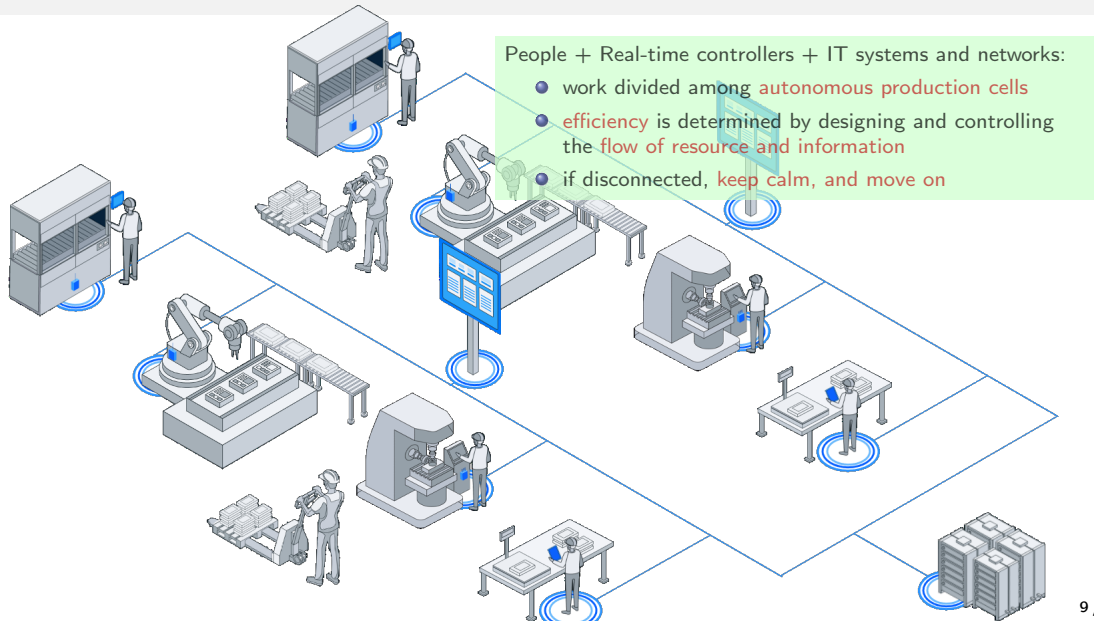 People + Real-time controllers + IT systems and networks:
work divided among autonomous production cells
efficiency is determined by designing and controlling
the flow of resource and information
if disconnected, keep calm, and move on
9 /